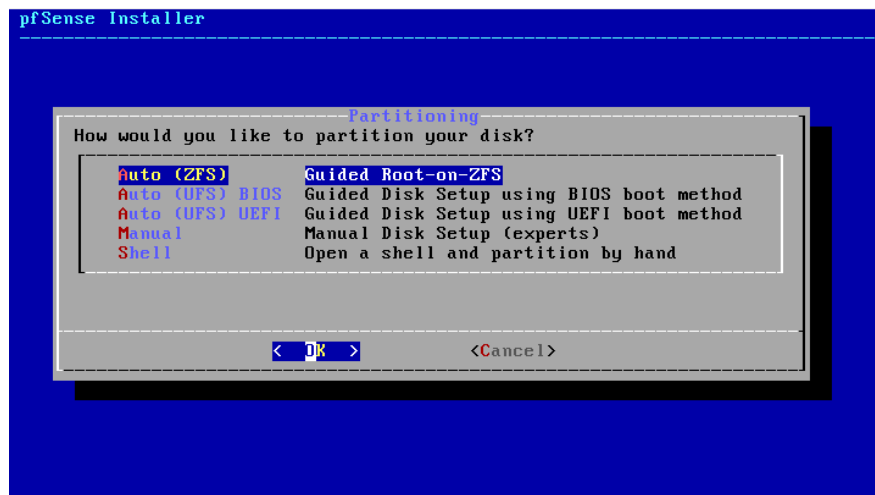 pfSense Installer
Partitioning
How would you like to partition your disk?
Auto (ZFS) Guided Root-on-ZFS
Auto (UFS) BIOS Guided Disk Setup using BIOS boot method
Auto (UFS) UEFI Guided Disk Setup using UEFI boot method
Manual Manual Disk Setup (experts)
Shell Open a shell and partition by hand
< OK > <Cancel>